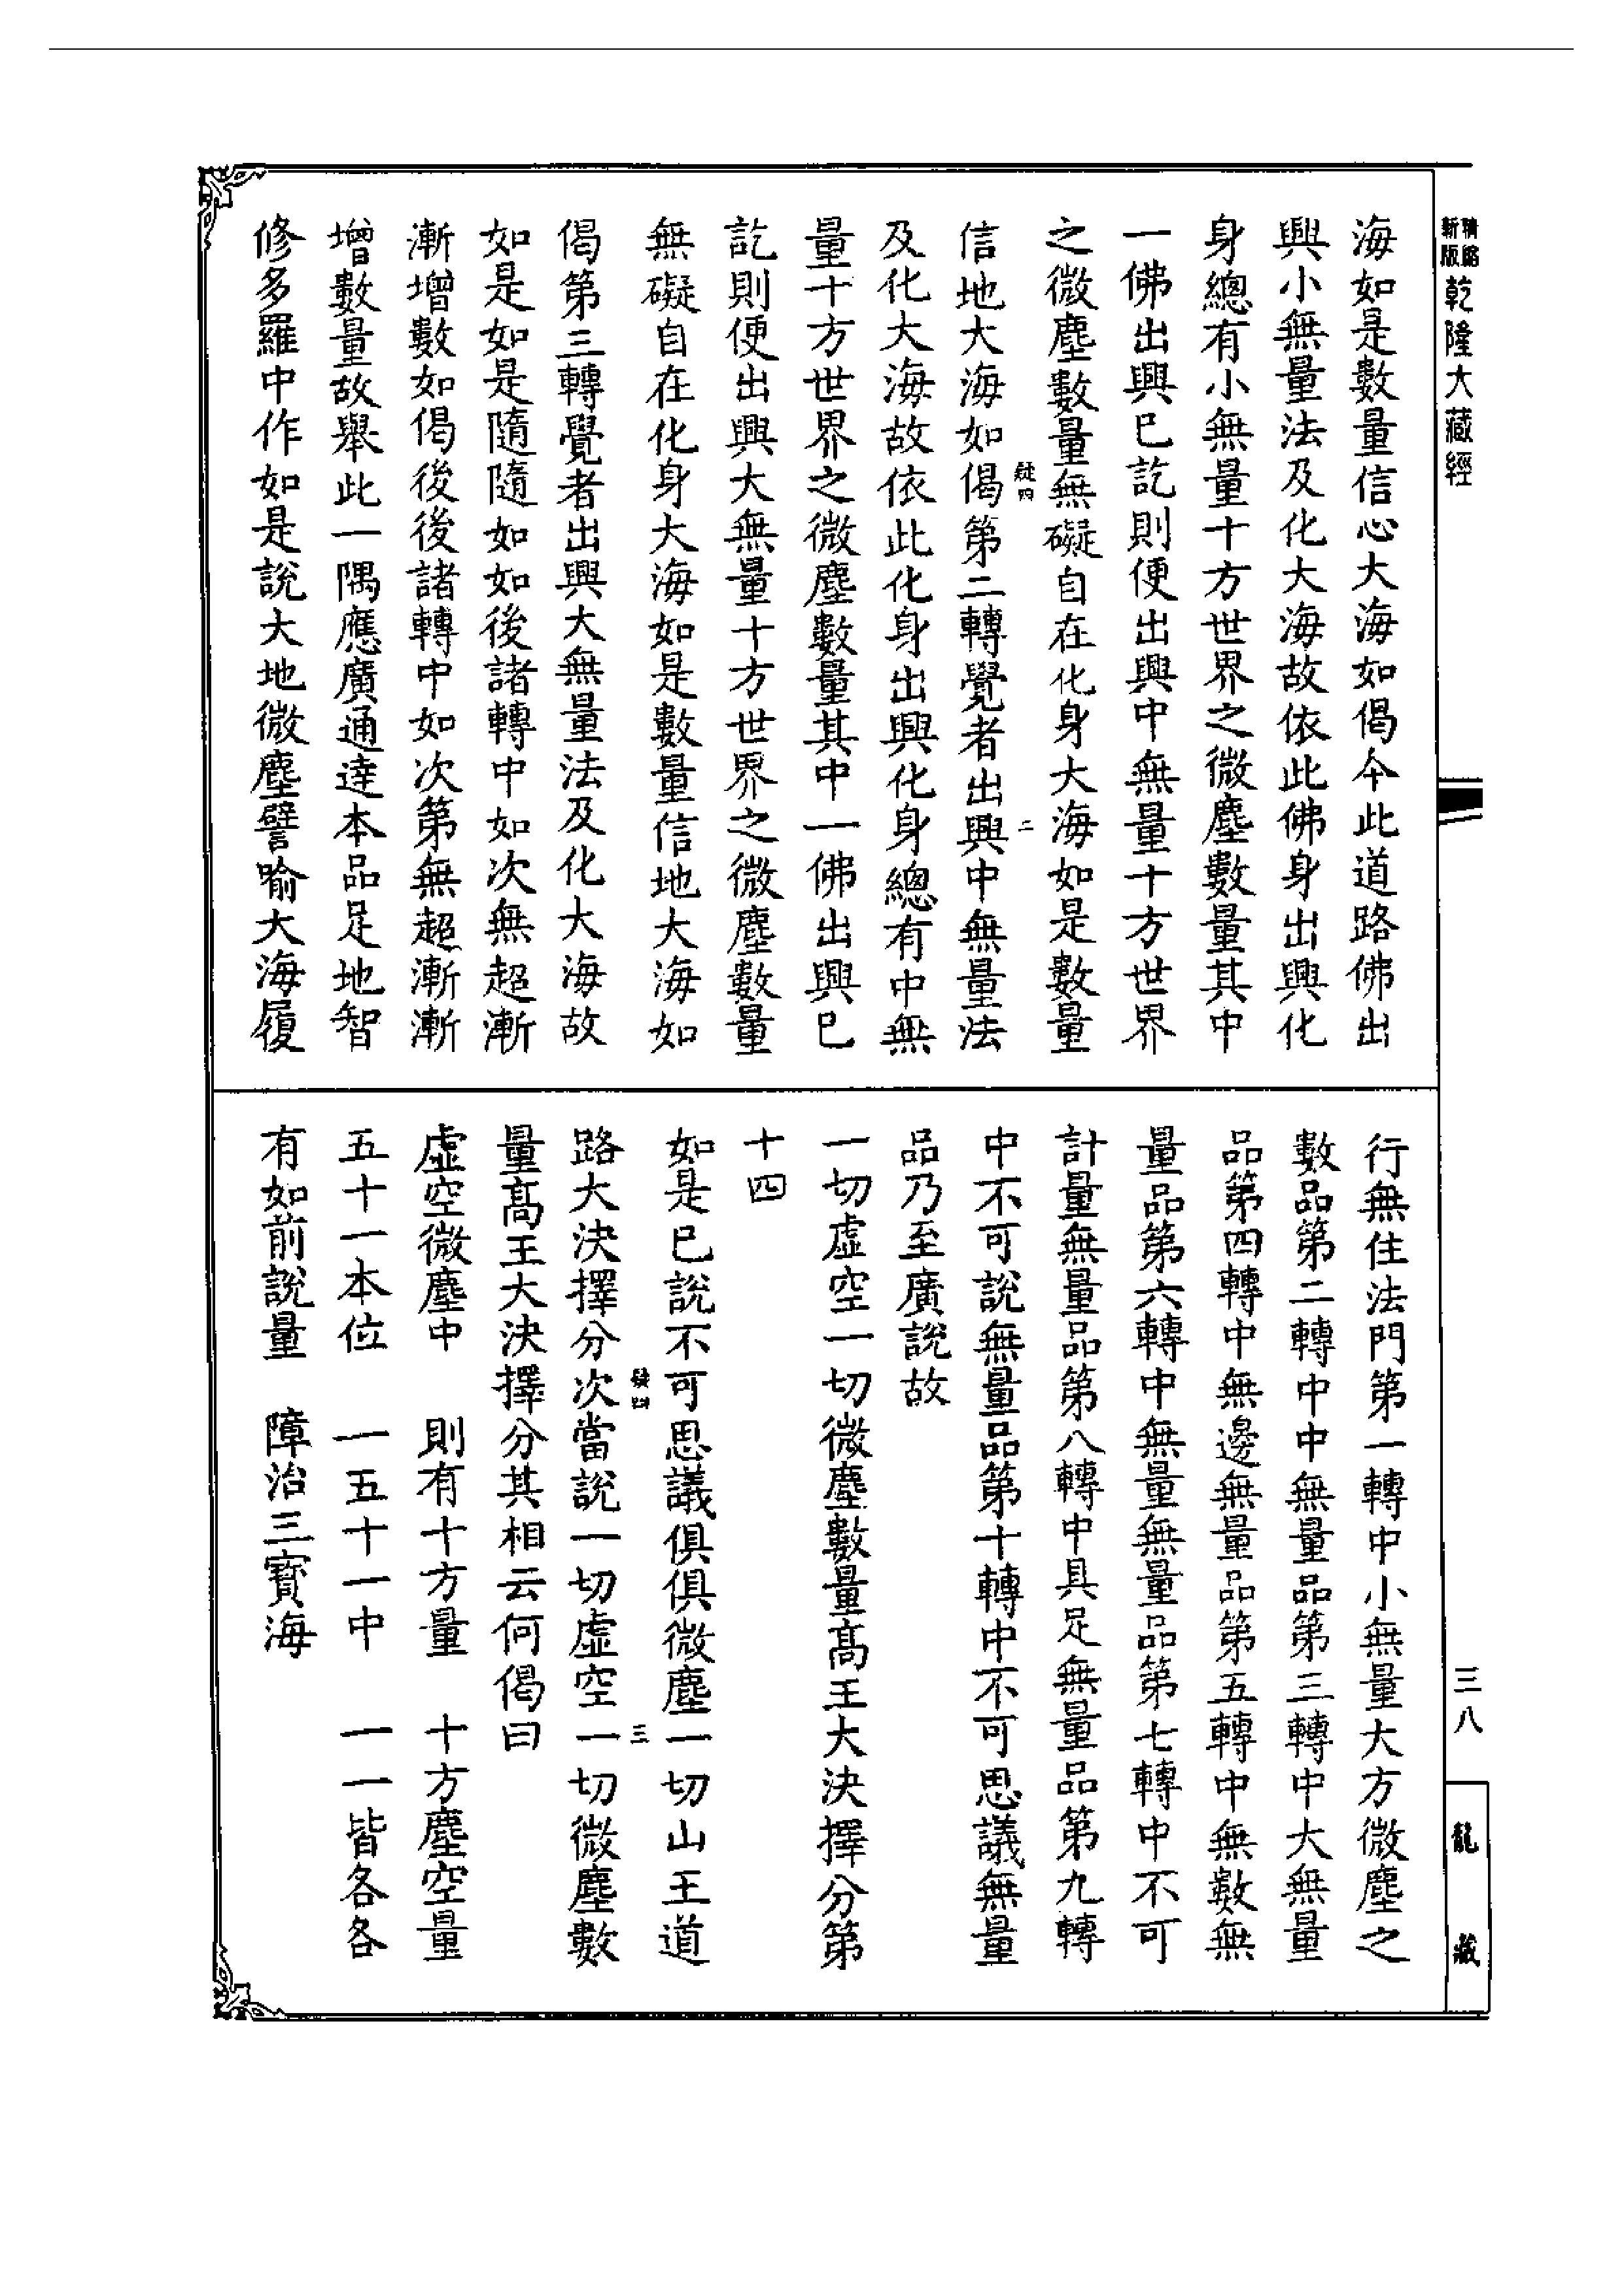 新版 精縮 乾隆大藏經
三八
龍藏
海如是數量信心大海如偈今此道路佛出
興小無量法及化大海故依此佛身出興化
身總有小無量十方世界之微塵數量其中
一佛出興已訖則便出興中無量十方世界
之微塵數量無礙自在化身大海如是數量
疑四
二
信地大海如偈第二轉覺者出興中無量法
及化大海故依此化身出興化身總有中無
量十方世界之微塵數量其中一佛出興已
訖則便出興大無量十方世界之微塵數量
無礙自在化身大海如是數量信地大海如
偈第三轉覺者出興大無量法及化大海故
如是如是隨隨如如後諸轉中如次無超漸
漸增數如偈後後諸轉中如次第無超漸漸
增數量故舉此一隅應廣通達本品足地智
修多羅中作如是說大地微塵譬喻大海履
行無住法門第一轉中小無量大方微塵之
數品第二轉中中無量品第三轉中大無量
品第四轉中無邊無量品第五轉中無數無
量品第六轉中無量無量品第七轉中不可
計量無量品第八轉中具足無量品第九轉
中不可說無量品第十轉中不可思議無量
品乃至廣說故
一切虛空一切微塵數量高王大決擇分第
十四
如是已說不可思議俱俱微塵一切山王道
疑四
三
路大決擇分次當說一切虛空一切微塵數
量高王大決擇分其相云何偈曰
虛空微塵中　則有十方量　十方塵空量
五十一本位　一五十一中　一一皆各各
有如前說量　障治三寶海